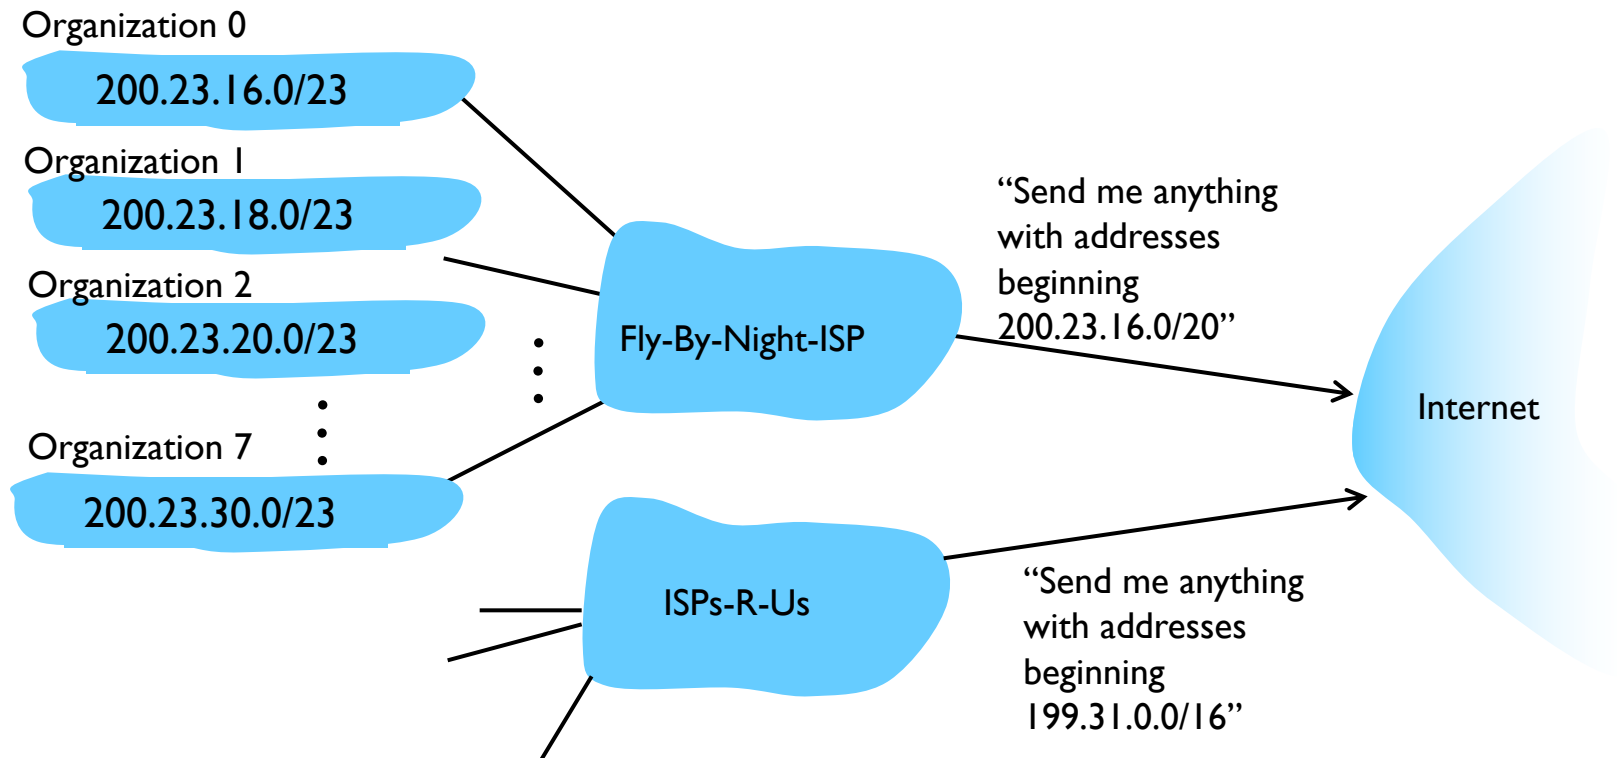 Organization 0
200.23.16.0/23
Organization 1
200.23.18.0/23
Organization 2
200.23.20.0/23
Organization 7
200.23.30.0/23
Fly-By-Night-ISP
“Send me anything
with addresses
beginning
200.23.16.0/20”
Internet
ISPs-R-Us
“Send me anything
with addresses
beginning
199.31.0.0/16”